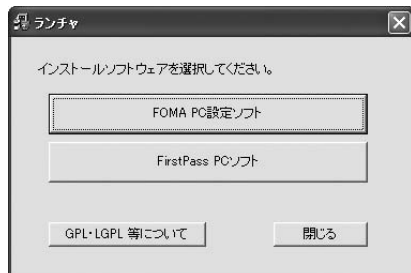 ランチャ
インストールソフトウェアを選択してください。
FOMA PC設定ソフト
FirstPass PCソフト
GPL・LGPL 等について
閉じる